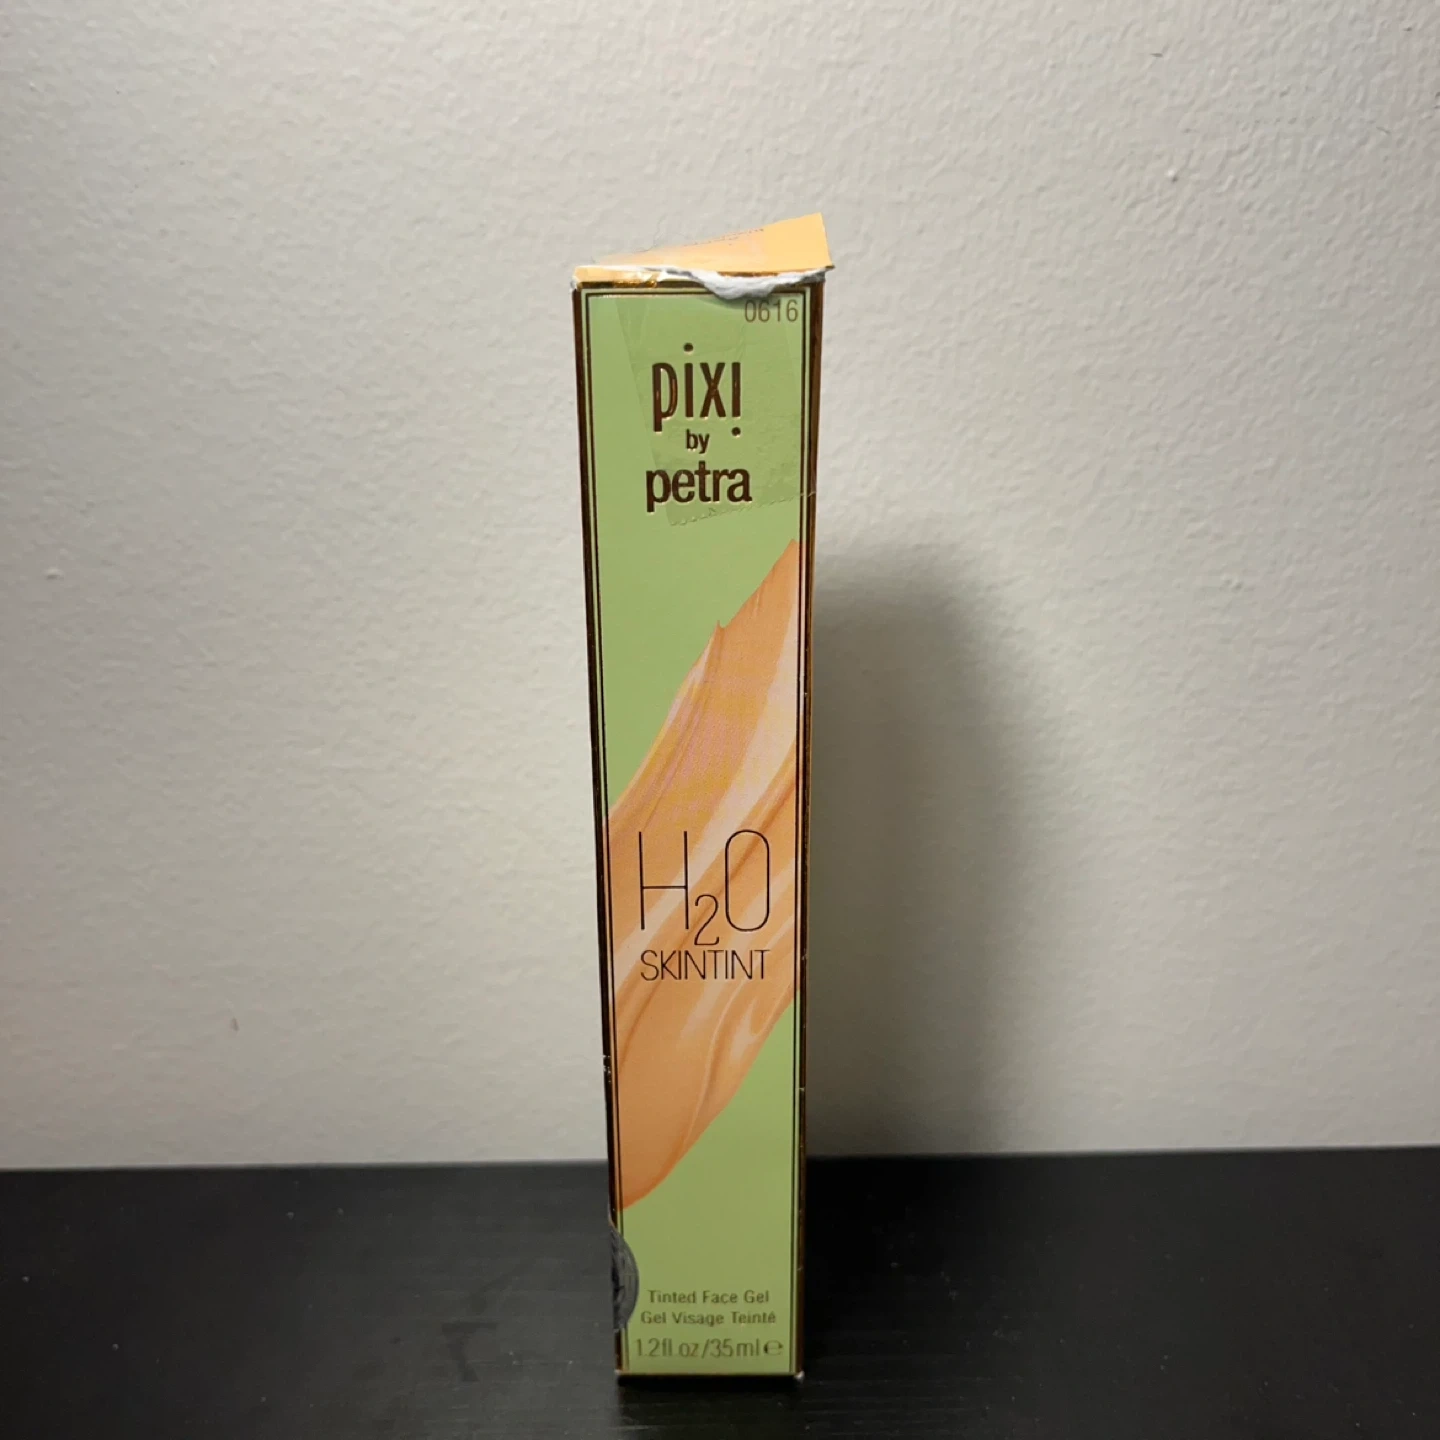 0616
pixi
by
petra
H2O
SKINTINT
Tinted Face Gel
Gel Visage Teinté
1.2fl.oz/35ml℮